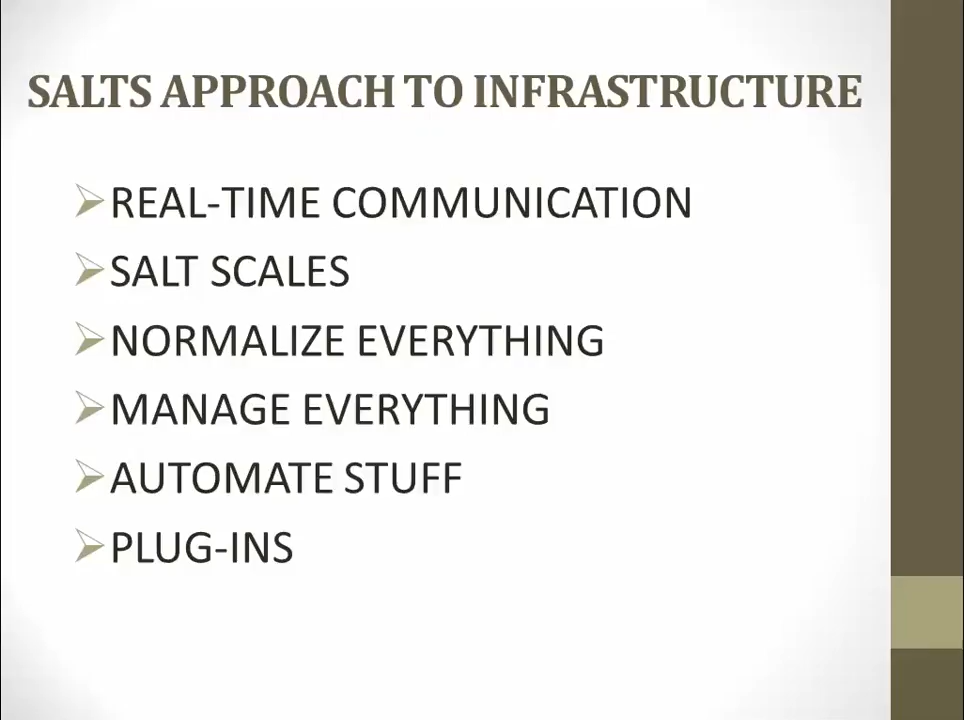 SALTS APPROACH TO INFRASTRUCTURE
REAL-TIME COMMUNICATION
SALT SCALES
NORMALIZE EVERYTHING
MANAGE EVERYTHING
AUTOMATE STUFF
PLUG-INS